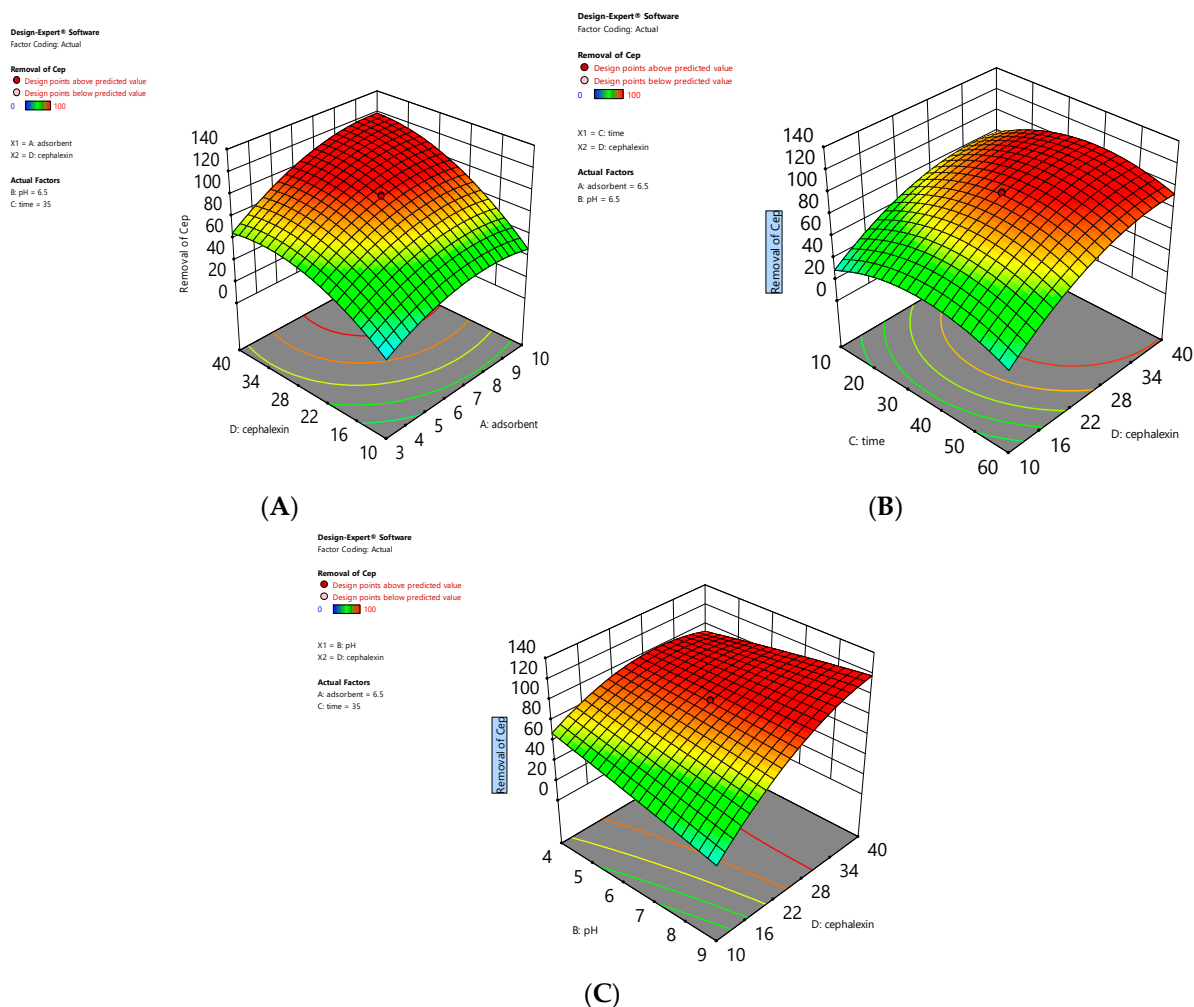 Design-Expert® Software
Factor Coding: Actual
Removal of Cep
Design points above predicted value
Design points below predicted value
0 100
X1 = A: adsorbent
X2 = D: cephalexin
Actual Factors
B: pH = 6.5
C: time = 35
140
120
100
80
60
40
20
0
Removal of Cep
40
34
28
22
16
10
D: cephalexin
3
4
5
6
7
8
9
10
A: adsorbent
(A)
Design-Expert® Software
Factor Coding: Actual
Removal of Cep
Design points above predicted value
Design points below predicted value
0 100
X1 = C: time
X2 = D: cephalexin
Actual Factors
A: adsorbent = 6.5
B: pH = 6.5
140
120
100
80
60
40
20
0
Removal of Cep
10
20
30
40
50
60
C: time
10
16
22
28
34
40
D: cephalexin
(B)
Design-Expert® Software
Factor Coding: Actual
Removal of Cep
Design points above predicted value
Design points below predicted value
0 100
X1 = B: pH
X2 = D: cephalexin
Actual Factors
A: adsorbent = 6.5
C: time = 35
140
120
100
80
60
40
20
0
Removal of Cep
4
5
6
7
8
9
B: pH
10
16
22
28
34
40
D: cephalexin
(C)